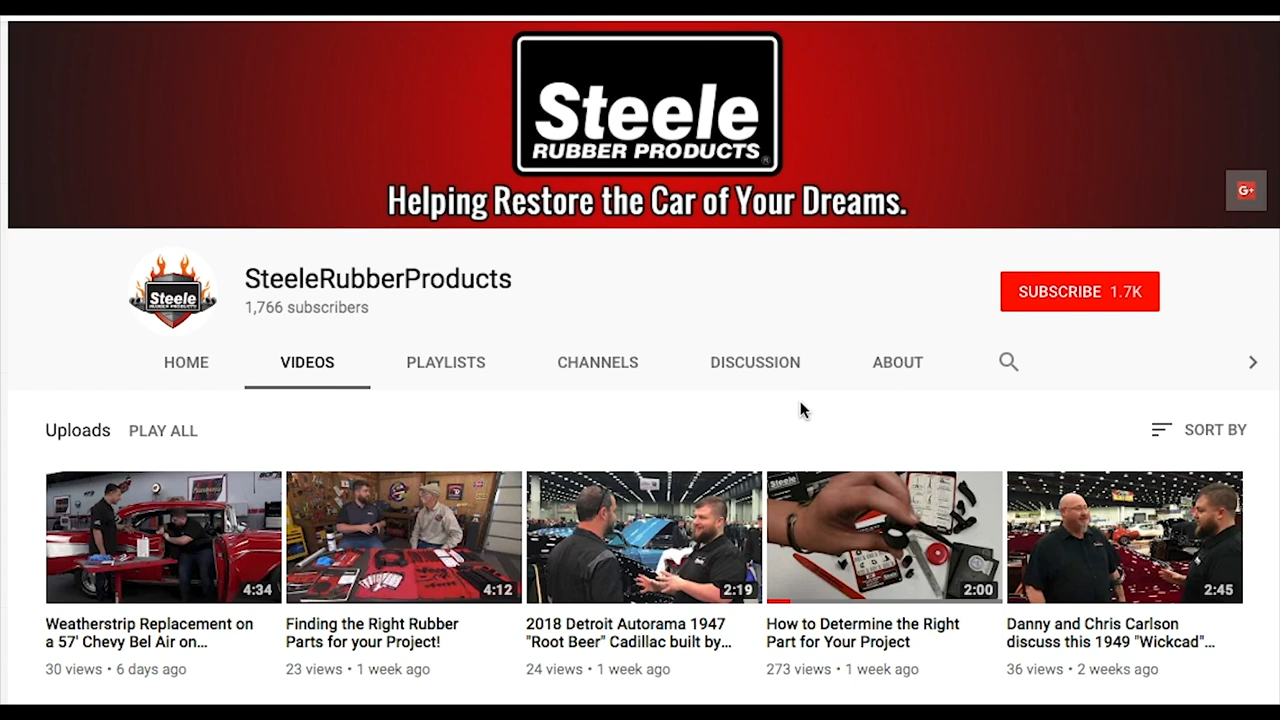 Steele
RUBBER PRODUCTS®
Helping Restore the Car of Your Dreams.
G+
Steele
RUBBER PRODUCTS
SteeleRubberProducts
1,766 subscribers
SUBSCRIBE 1.7K
HOME VIDEOS PLAYLISTS CHANNELS DISCUSSION ABOUT
Uploads PLAY ALL SORT BY
Steele
4:34 4:12 2:19 2:00 2:45
Weatherstrip Replacement on
a 57' Chevy Bel Air on...
30 views • 6 days ago
Finding the Right Rubber
Parts for your Project!
23 views • 1 week ago
2018 Detroit Autorama 1947
"Root Beer" Cadillac built by...
24 views • 1 week ago
How to Determine the Right
Part for Your Project
273 views • 1 week ago
Danny and Chris Carlson
discuss this 1949 "Wickcad"...
36 views • 2 weeks ago